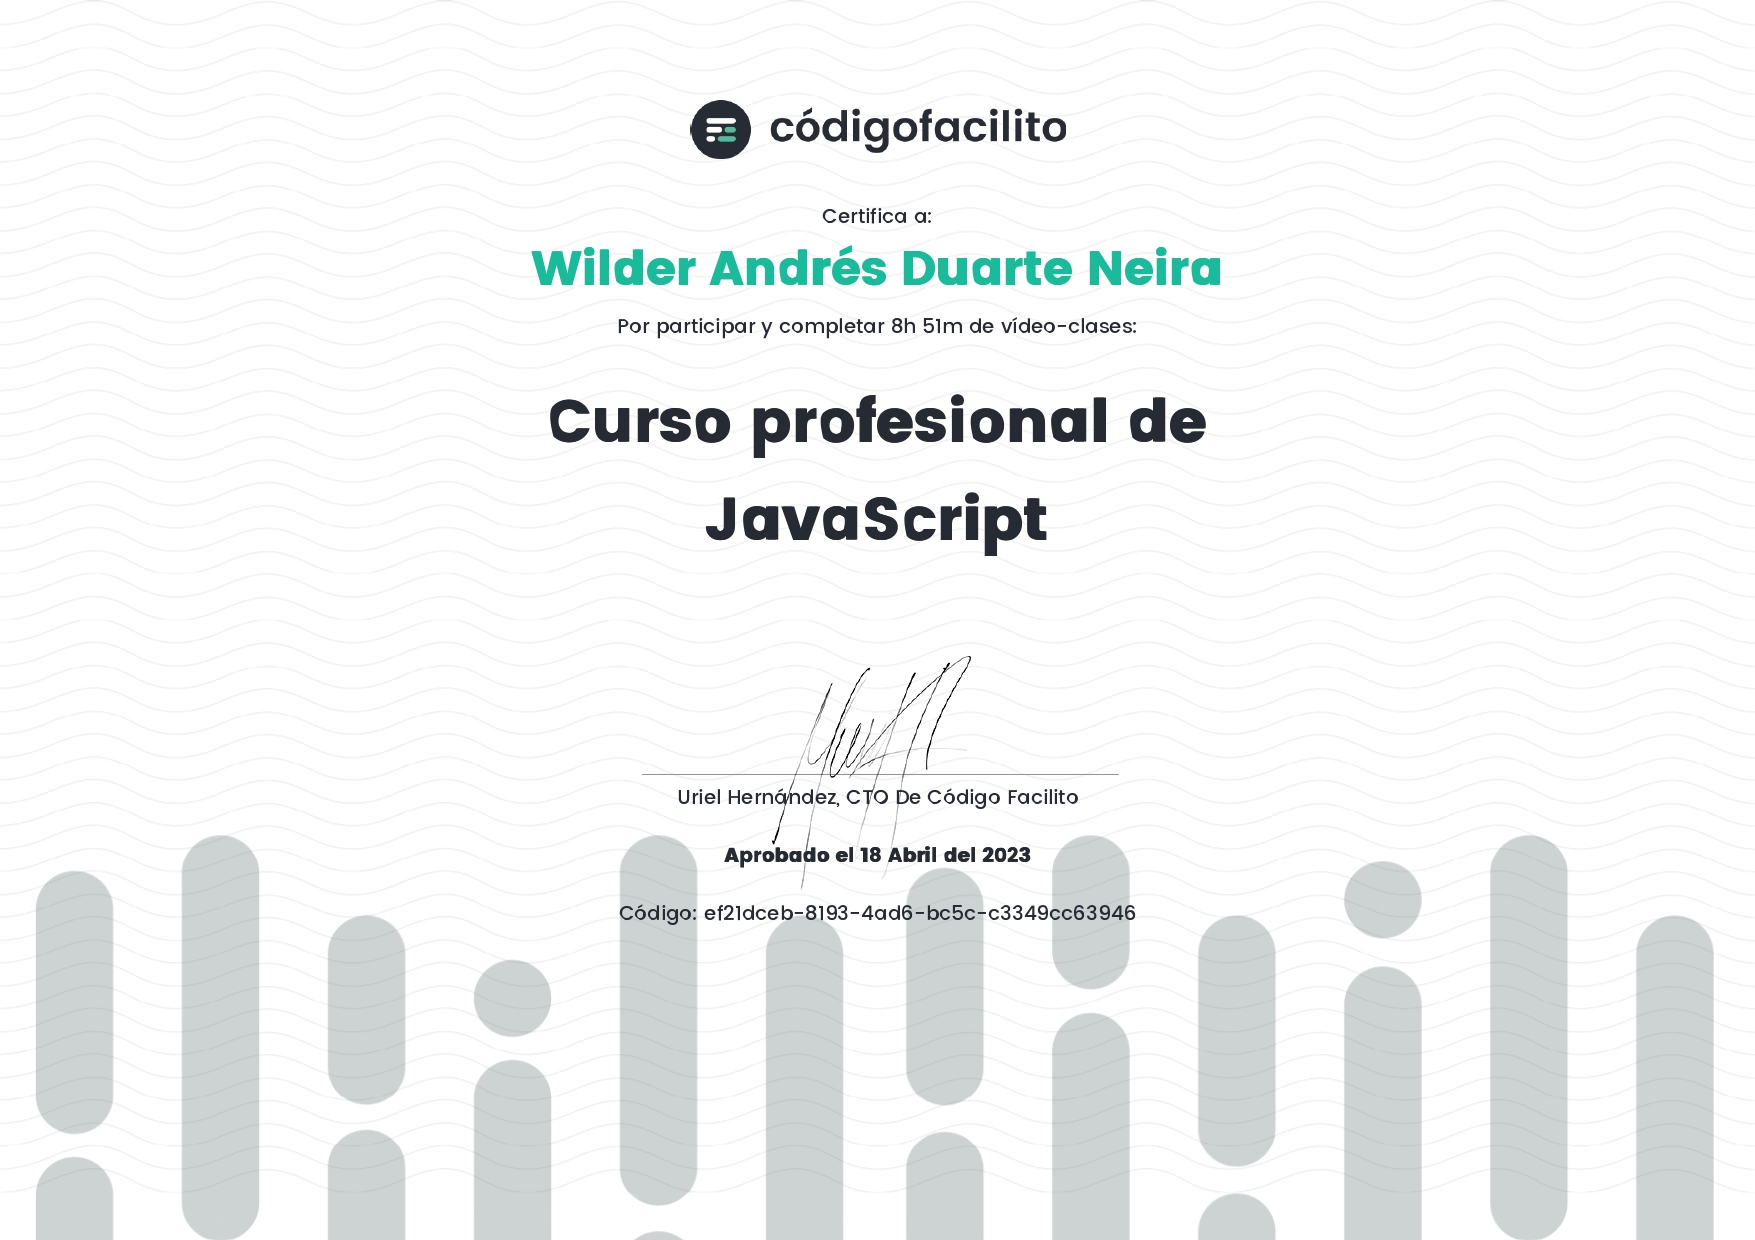 códigofacilito
Certifica a:
Wilder Andrés Duarte Neira
Por participar y completar 8h 51m de vídeo-clases:
Curso profesional de
JavaScript
Uriel Hernández, CTO De Código Facilito
Aprobado el 18 Abril del 2023
Código: ef21dceb-8193-4ad6-bc5c-c3349cc63946